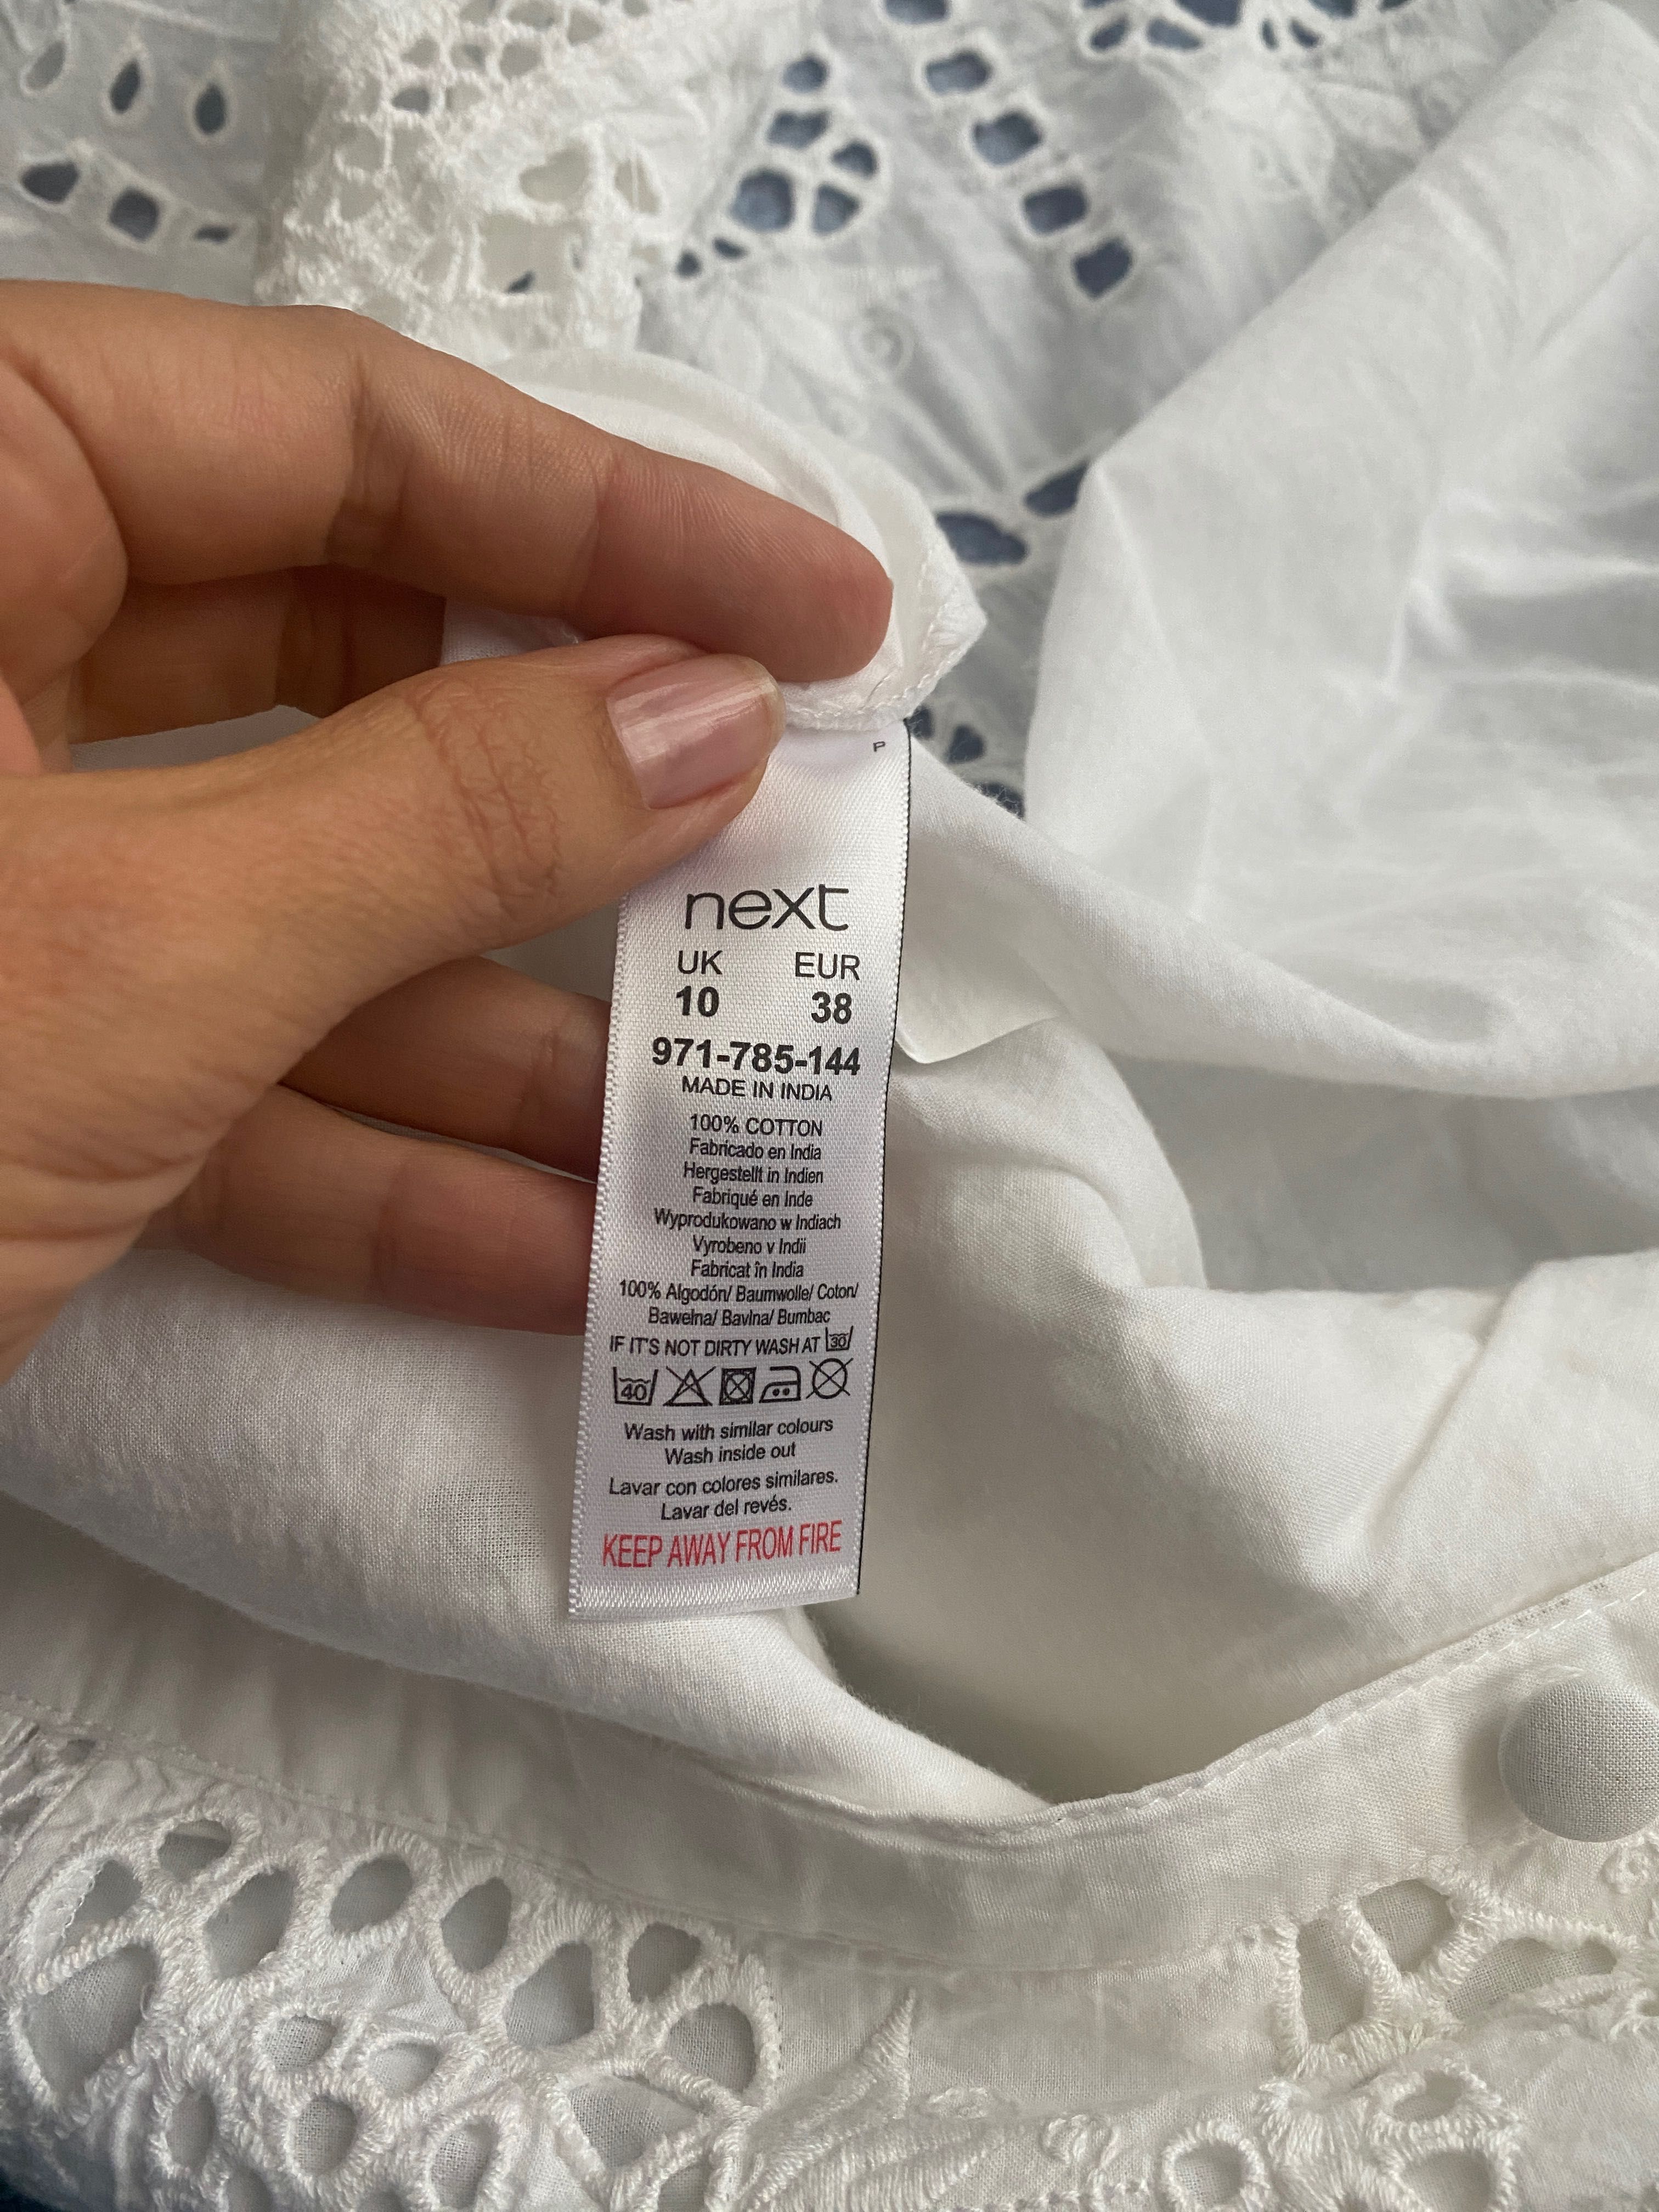 P
next
UK EUR
10 38
971-785-144
MADE IN INDIA
100% COTTON
Fabricado en India
Hergestellt in Indien
Fabriqué en Inde
Wyprodukowano w Indiach
Vyrobeno v Indii
Fabricat în India
100% Algodón/ Baumwolle/ Coton/
Bawełna/ Bavlna/ Bumbac
IF IT'S NOT DIRTY WASH AT 30
40
Wash with similar colours
Wash inside out
Lavar con colores similares.
Lavar del revés.
KEEP AWAY FROM FIRE